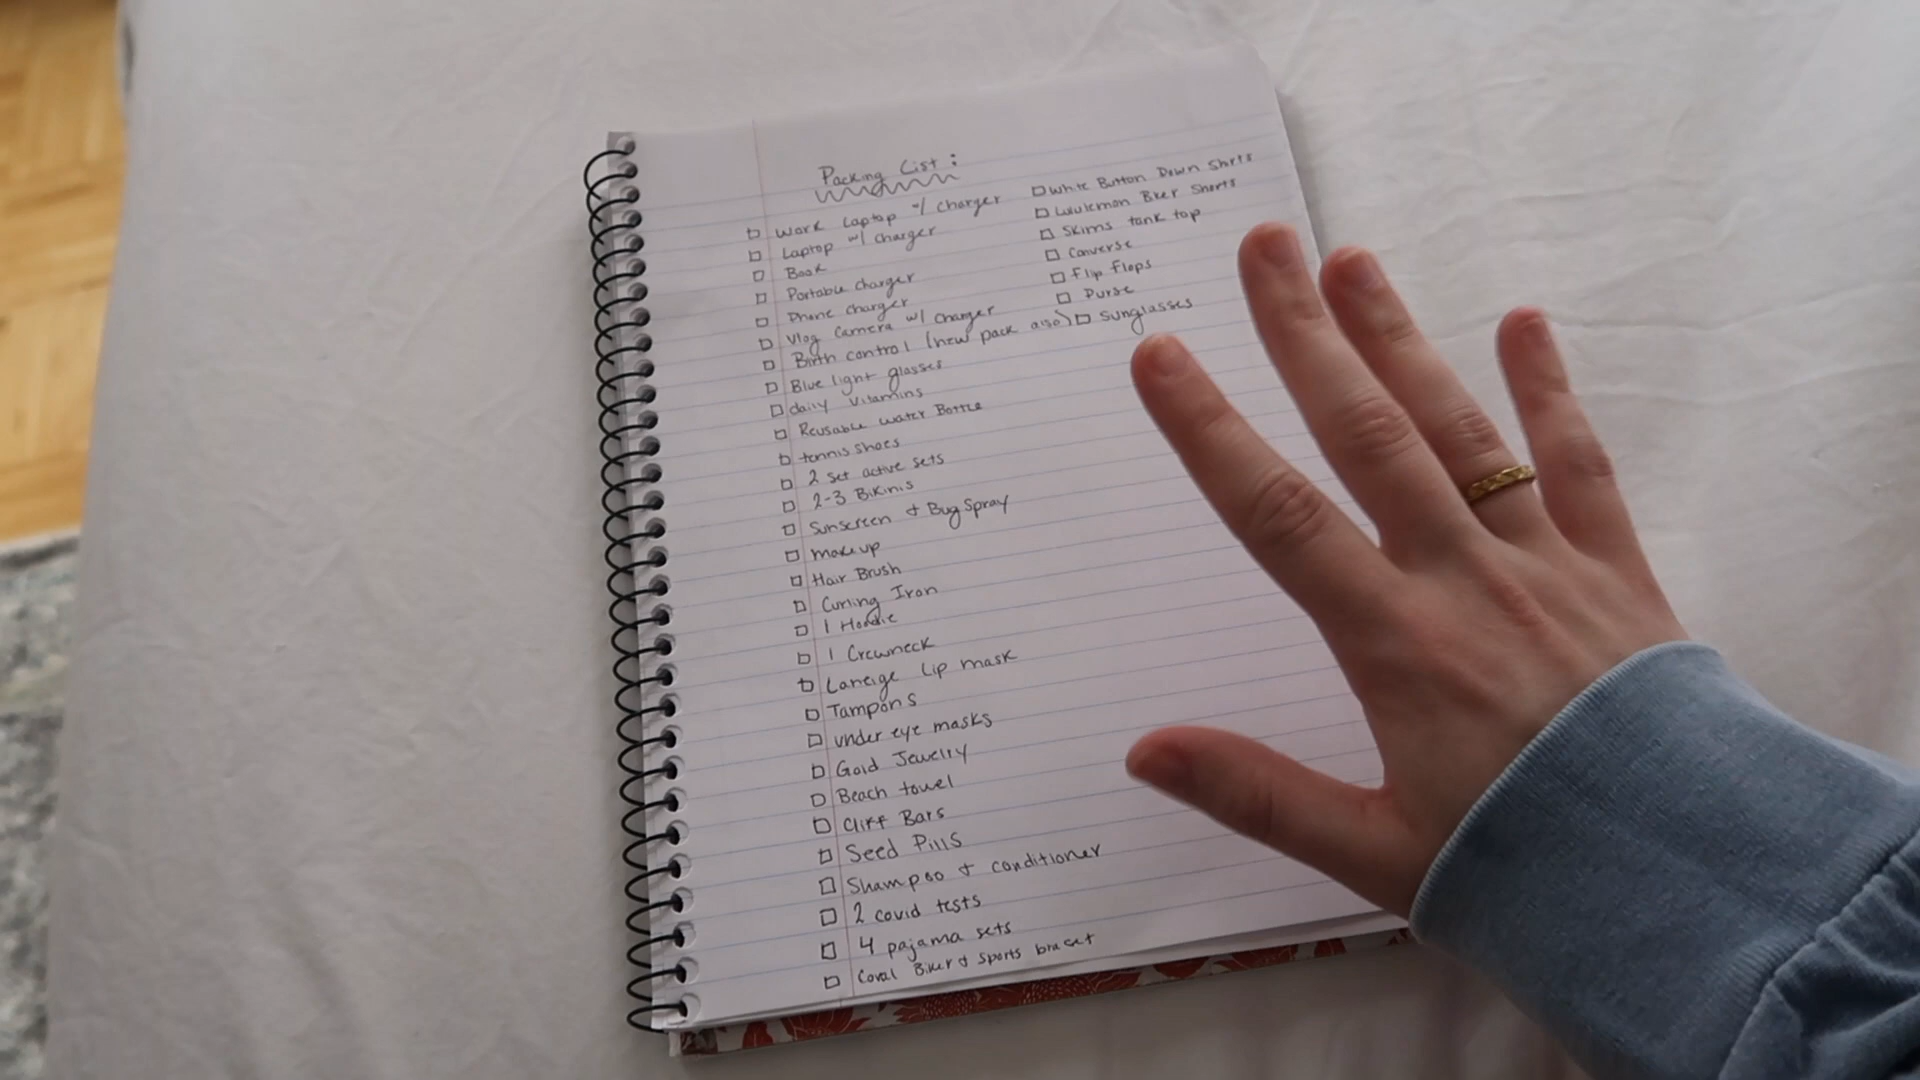 Packing List:
Work Laptop w/ charger
Laptop w/ charger
Book
Portable charger
Phone charger
Vlog Camera w/ charger
Birth control (new pack also)
Blue light glasses
daily vitamins
Reusable water Bottle
tennis shoes
2 Set active sets
2-3 Bikinis
Sunscreen + Bug Spray
makeup
Hair Brush
Curling Iron
1 Hoodie
1 Crewneck
Laneige Lip mask
Tampons
under eye masks
Gold Jewelry
Beach towel
Cliff Bars
Seed Pills
Shampoo + conditioner
2 covid tests
4 pajama sets
Coral Biker + sports bra set
White Button Down Shirts
Lululemon Biker Shorts
Skims tank top
Converse
Flip Flops
Purse
Sunglasses